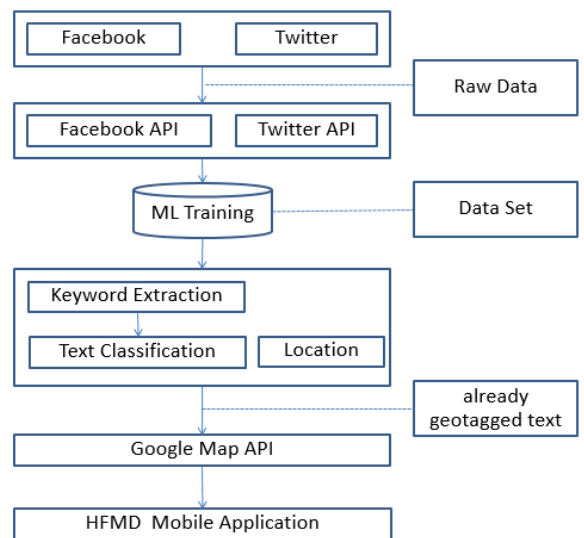 Facebook
Twitter
Raw Data
Facebook API
Twitter API
ML Training
Data Set
Keyword Extraction
Text Classification
Location
already
geotagged text
Google Map API
HFMD Mobile Application